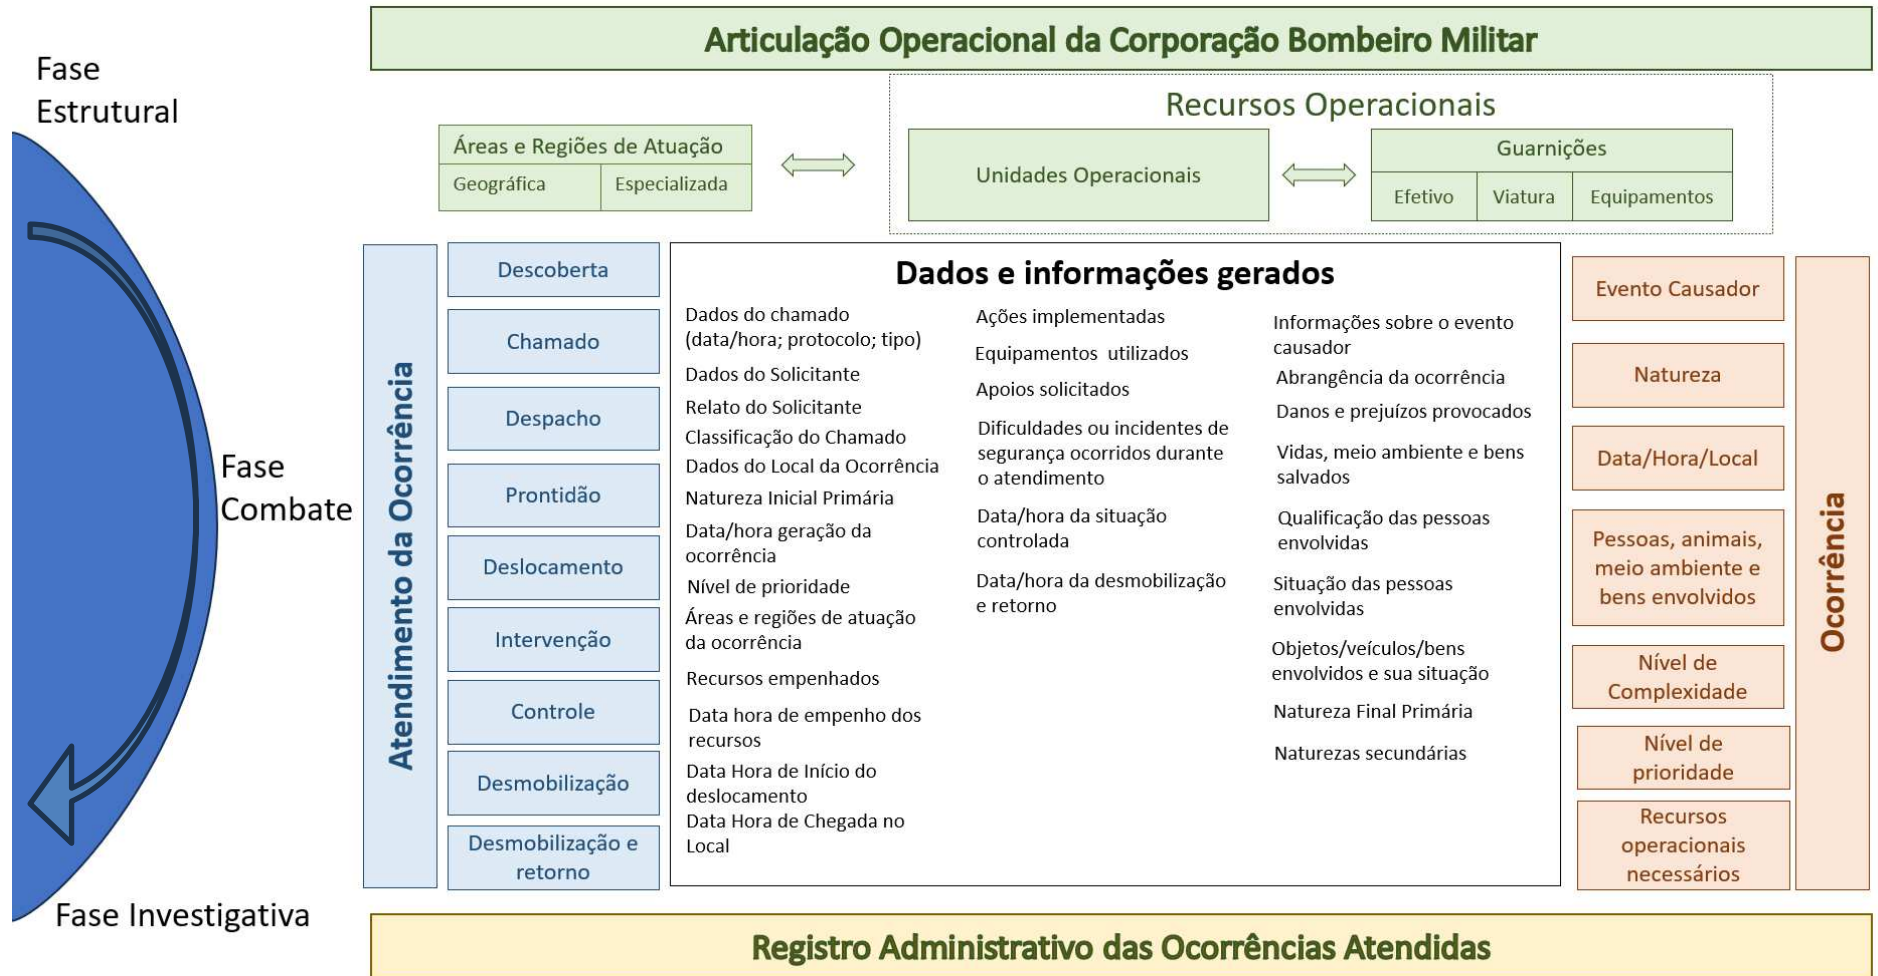 Articulação Operacional da Corporação Bombeiro Militar
Fase
Estrutural
Recursos Operacionais
Áreas e Regiões de Atuação
Geográfica
Especializada
Unidades Operacionais
Guarnições
Efetivo
Viatura
Equipamentos
Fase
Combate
Fase Investigativa
Atendimento da Ocorrência
Descoberta
Chamado
Despacho
Prontidão
Deslocamento
Intervenção
Controle
Desmobilização
Desmobilização e
retorno
Dados e informações gerados
Dados do chamado
(data/hora; protocolo; tipo)
Dados do Solicitante
Relato do Solicitante
Classificação do Chamado
Dados do Local da Ocorrência
Natureza Inicial Primária
Data/hora geração da
ocorrência
Nível de prioridade
Áreas e regiões de atuação
da ocorrência
Recursos empenhados
Data hora de empenho dos
recursos
Data Hora de Início do
deslocamento
Data Hora de Chegada no
Local
Ações implementadas
Equipamentos utilizados
Apoios solicitados
Dificuldades ou incidentes de
segurança ocorridos durante
o atendimento
Data/hora da situação
controlada
Data/hora da desmobilização
e retorno
Informações sobre o evento
causador
Abrangência da ocorrência
Danos e prejuízos provocados
Vidas, meio ambiente e bens
salvados
Qualificação das pessoas
envolvidas
Situação das pessoas
envolvidas
Objetos/veículos/bens
envolvidos e sua situação
Natureza Final Primária
Naturezas secundárias
Evento Causador
Natureza
Data/Hora/Local
Pessoas, animais,
meio ambiente e
bens envolvidos
Nível de
Complexidade
Nível de
prioridade
Recursos
operacionais
necessários
Ocorrência
Registro Administrativo das Ocorrências Atendidas